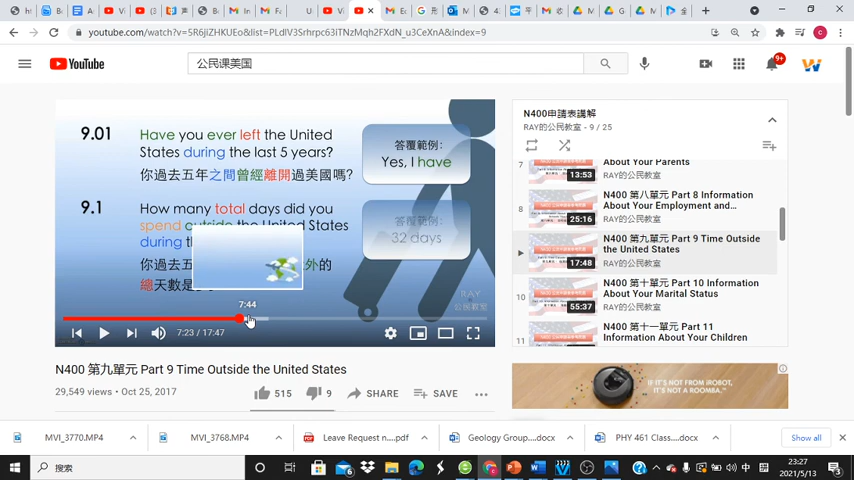 youtube.com/watch?v=5R6jiZHKUEo&list=PLdIV3Srhrpc63iTNzMqh2FXdN_u3CeXnA&index=9
YouTube
公民课美国
9+
9.01
Have you ever left the United
States during the last 5 years?
你過去五年之間曾經離開過美國嗎?
答覆範例:
Yes, I have
9.1
How many total days did you
spend outside the United States
during th
你過去五
外的
總天數是
答覆範例:
32 days
RAY
公民教室
7:44
7:23 / 17:47
N400 第九單元 Part 9 Time Outside the United States
29,549 views • Oct 25, 2017
515
9
SHARE
SAVE
N400申請表講解
RAY的公民教室 - 9 / 25
7
About Your Parents
RAY的公民教室
13:53
8
N400 第八單元 Part 8 Information
About Your Employment and…
RAY的公民教室
25:16
N400 第九單元 Part 9 Time Outside
the United States
RAY的公民教室
17:48
10
N400 第十單元 Part 10 Information
About Your Marital Status
RAY的公民教室
55:37
11
N400 第十一單元 Part 11
Information About Your Children
IF IT'S NOT FROM iROBOT,
IT'S NOT A ROOMBA.
MVI_3770.MP4
MVI_3768.MP4
Leave Request n....pdf
Geology Group....docx
PHY 461 Class....docx
Show all
搜索
中
23:27
2021/5/13